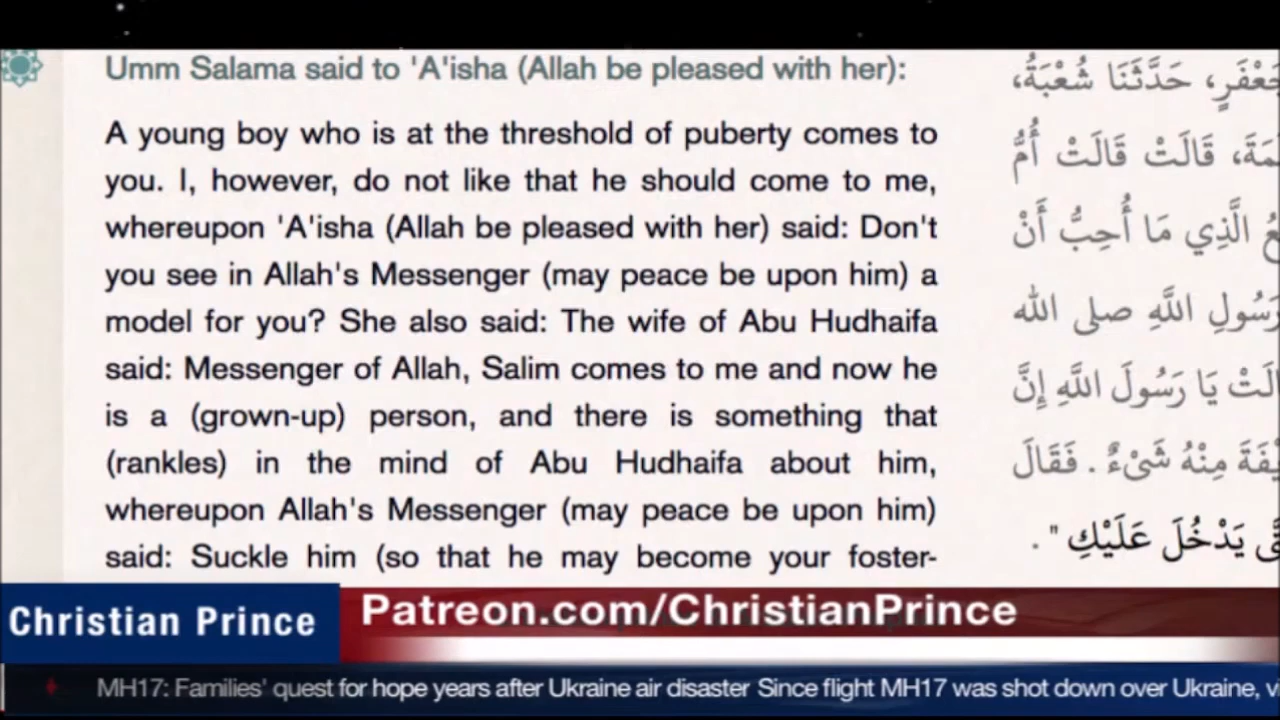 Umm Salama said to 'A'isha (Allah be pleased with her):
A young boy who is at the threshold of puberty comes to
you. I, however, do not like that he should come to me,
whereupon 'A'isha (Allah be pleased with her) said: Don't
you see in Allah's Messenger (may peace be upon him) a
model for you? She also said: The wife of Abu Hudhaifa
said: Messenger of Allah, Salim comes to me and now he
is a (grown-up) person, and there is something that
(rankles) in the mind of Abu Hudhaifa about him,
whereupon Allah's Messenger (may peace be upon him)
said: Suckle him (so that he may become your foster-
جَعْفَرٍ، حَدَّثَنَا شُعْبَةُ،
قَالَتْ قَالَتْ أُمُّ
الَّذِي مَا أُحِبُّ أَنْ
رَسُولِ اللَّهِ صلى الله
يَا رَسُولَ اللَّهِ إِنَّ
مِنْهُ شَىْءٌ . فَقَالَ
يَدْخُلَ عَلَيْكِ " .
Christian Prince
Patreon.com/ChristianPrince
MH17: Families' quest for hope years after Ukraine air disaster Since flight MH17 was shot down over Ukraine,